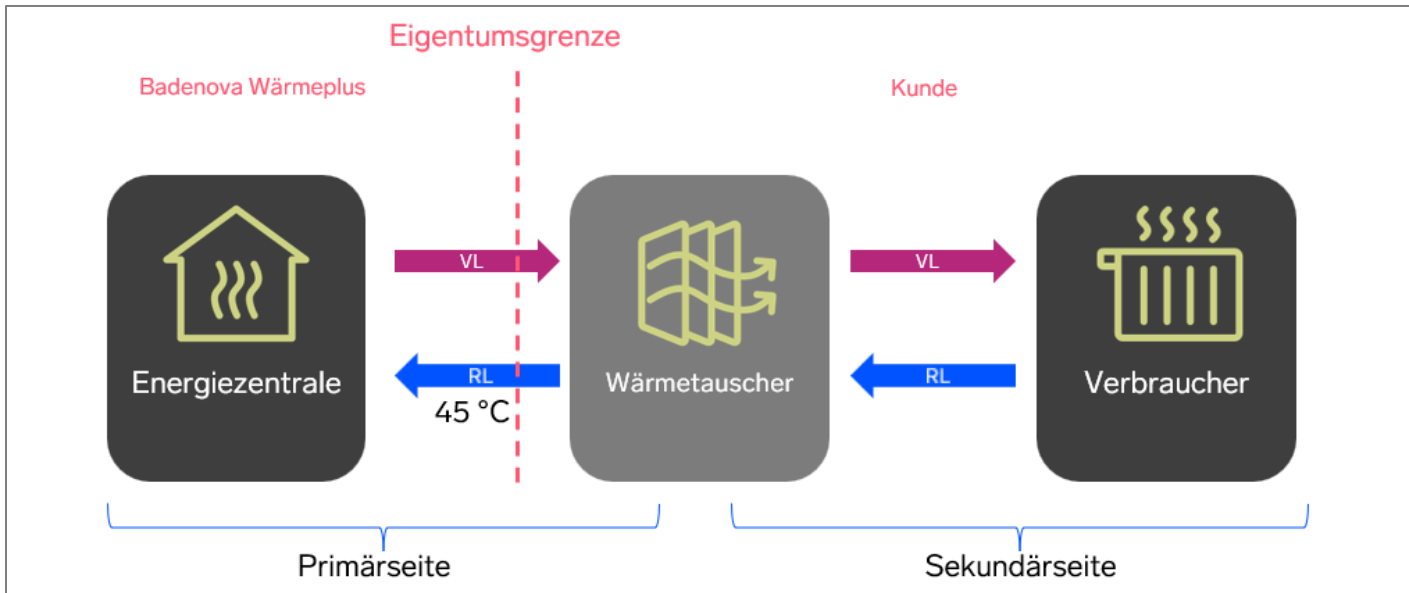 Eigentumsgrenze
Badenova Wärmeplus
Kunde
VL
VL
Energiezentrale
RL
45 °C
Wärmetauscher
RL
Verbraucher
Primärseite
Sekundärseite